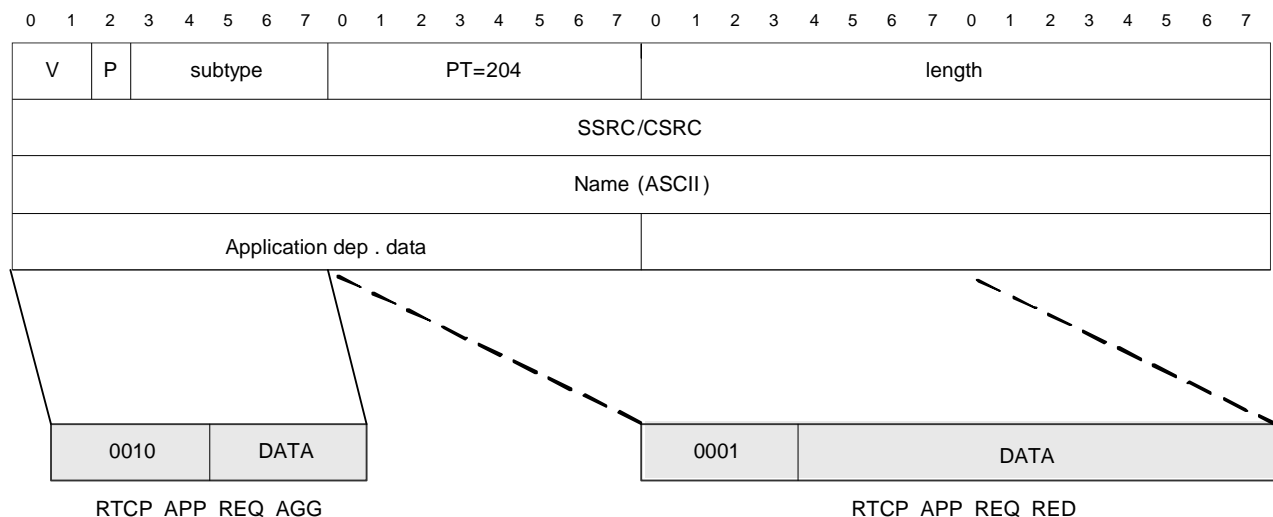 0 1 2 3 4 5 6 7 0 1 2 3 4 5 6 7 0 1 2 3 4 5 6 7 0 1 2 3 4 5 6 7
V P subtype PT=204 length
SSRC/CSRC
Name (ASCII)
Application dep . data
0010 DATA 0001 DATA
RTCP APP REQ AGG RTCP APP REQ RED